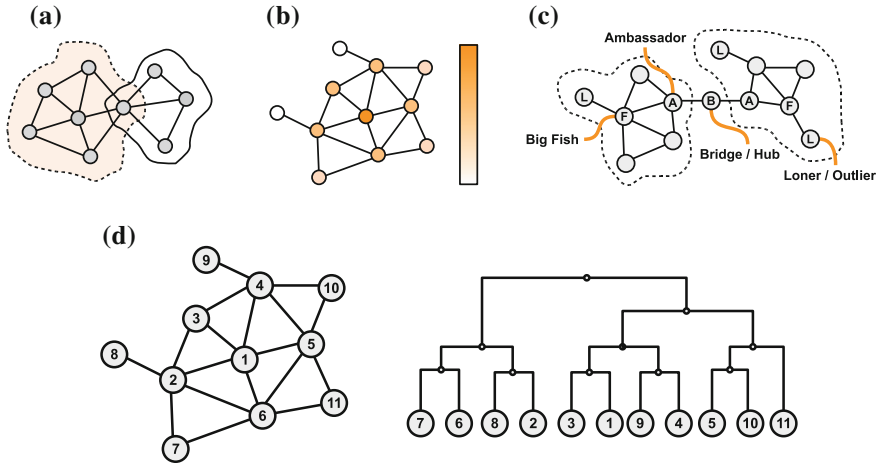 (a)
(b)
(c)
Ambassador
L
L
L
F
A
B
A
F
L
Big Fish
Bridge / Hub
Loner / Outlier
(d)
9
4
10
3
5
8
1
2
11
6
7
7 6 8 2 3 1 9 4 5 10 11